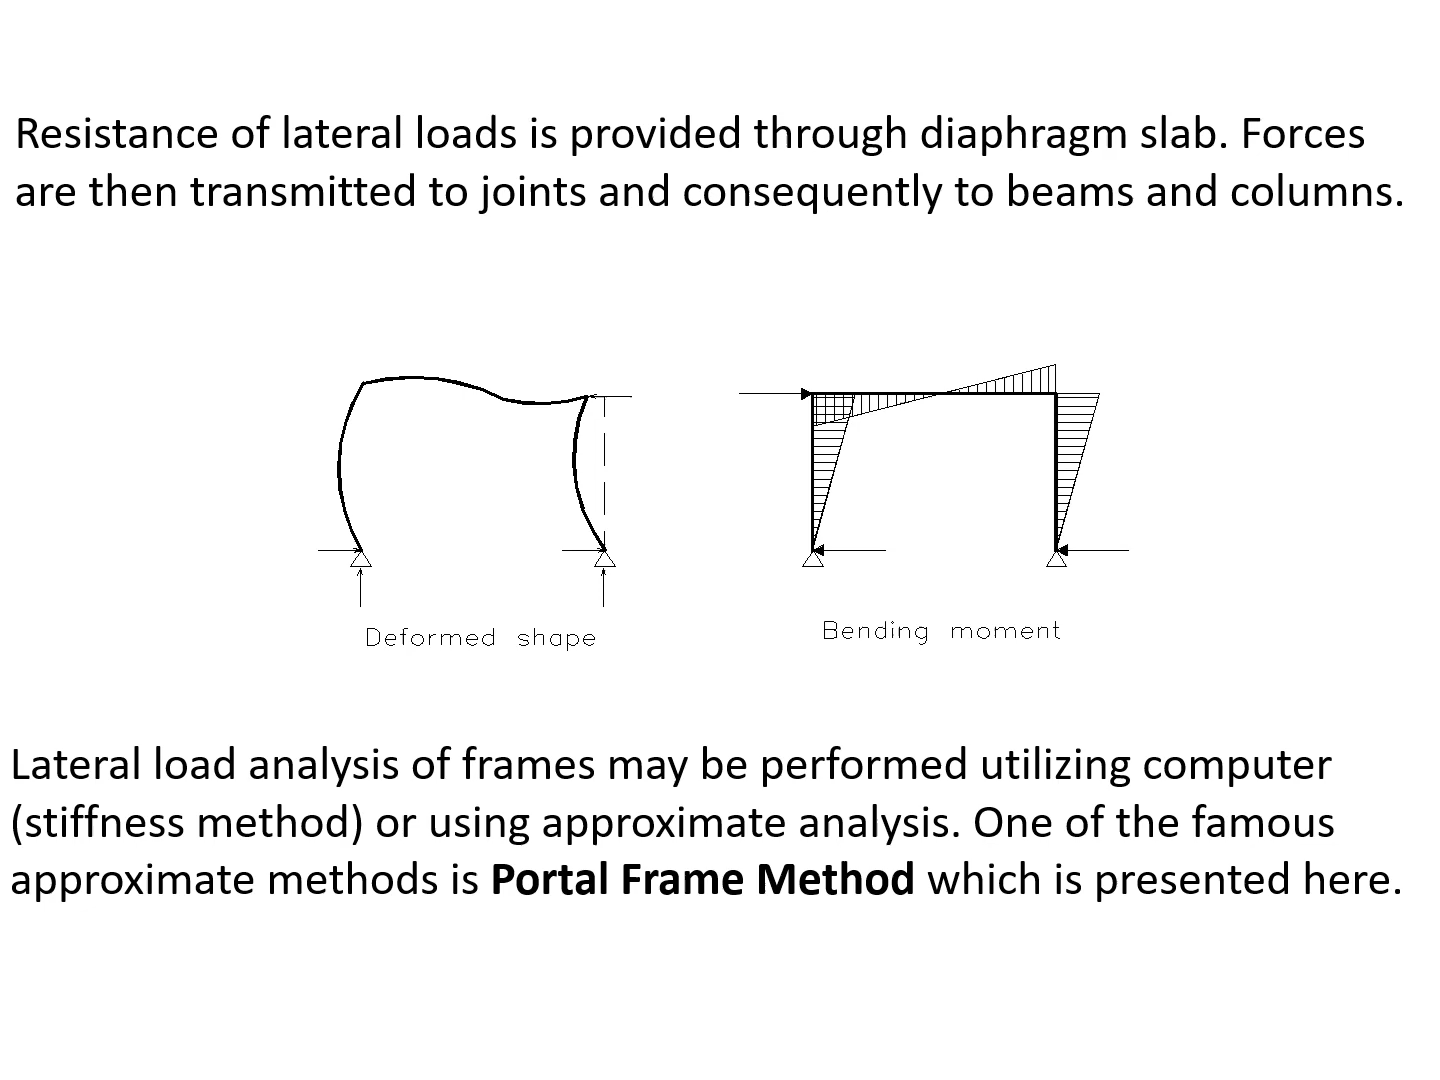 Resistance of lateral loads is provided through diaphragm slab. Forces
are then transmitted to joints and consequently to beams and columns.
Deformed shape
Bending moment
Lateral load analysis of frames may be performed utilizing computer
(stiffness method) or using approximate analysis. One of the famous
approximate methods is Portal Frame Method which is presented here.